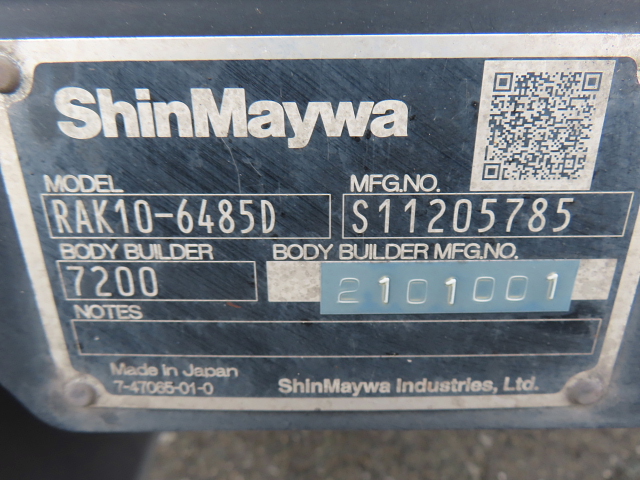 ShinMaywa
MODEL MFG.NO.
RAK10-6485D S11205785
BODY BUILDER BODY BUILDER MFG.NO.
7200 2101001
NOTES
Made in Japan
7-47065-01-0 ShinMaywa Industries, Ltd.